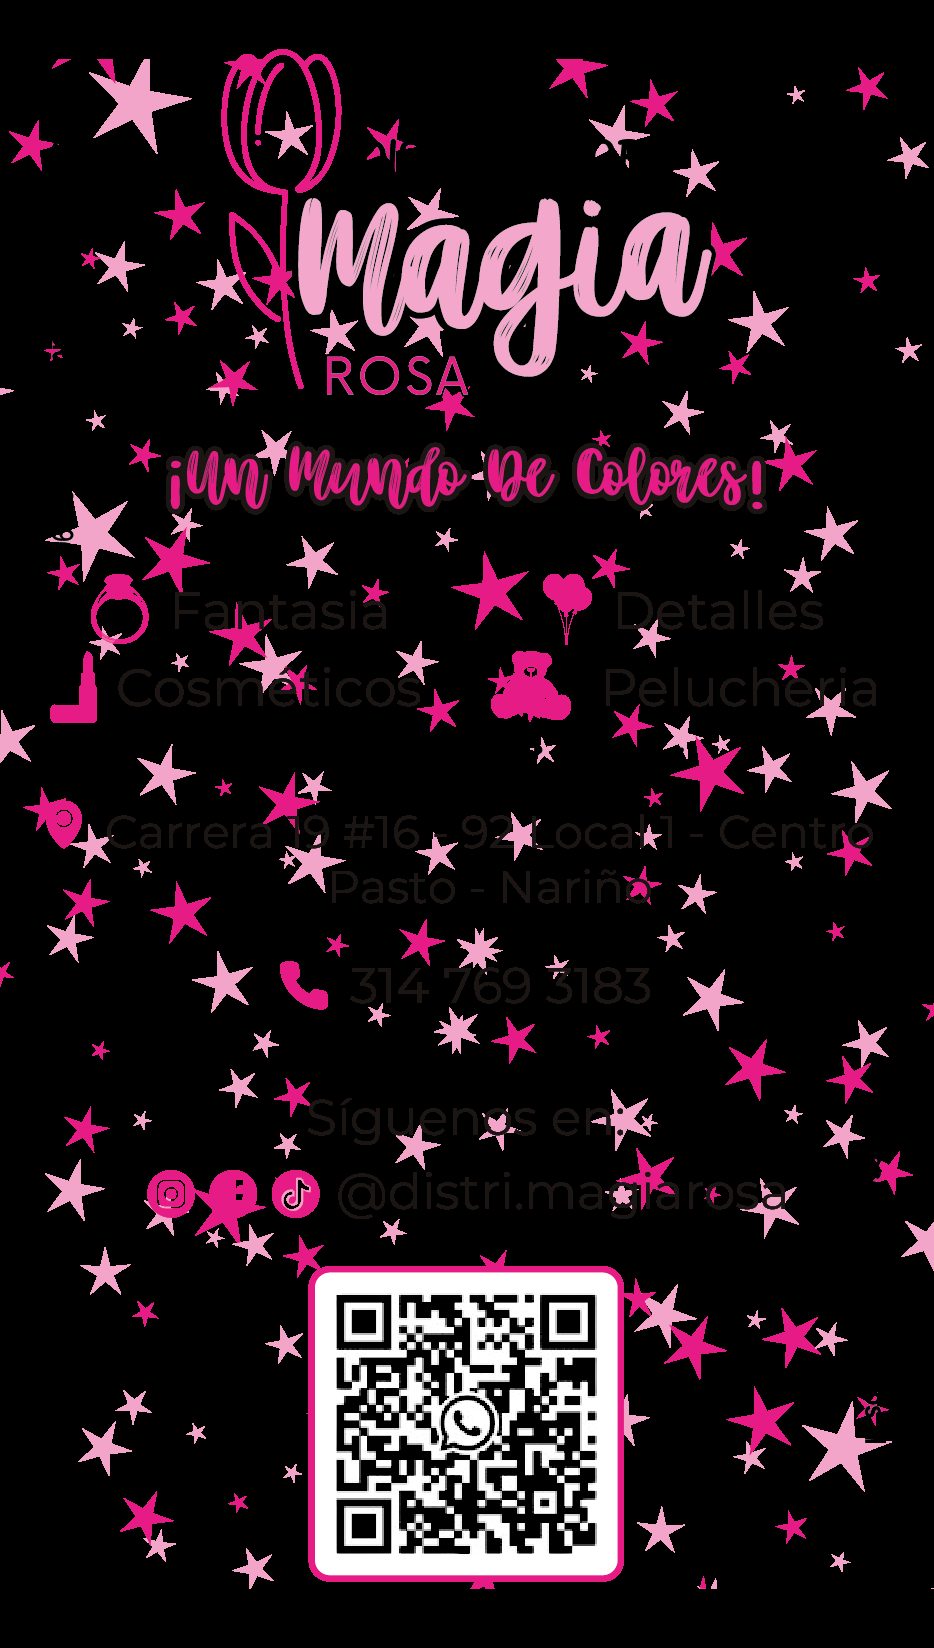 magia
ROSA
¡Un Mundo De Colores!
Fantasia Detalles
Cosméticos Peluchería
Carrera 19 #16 - 92 Local 1 - Centro
Pasto - Nariño
314 769 3183
Síguenos en:
@distri.magiarosa